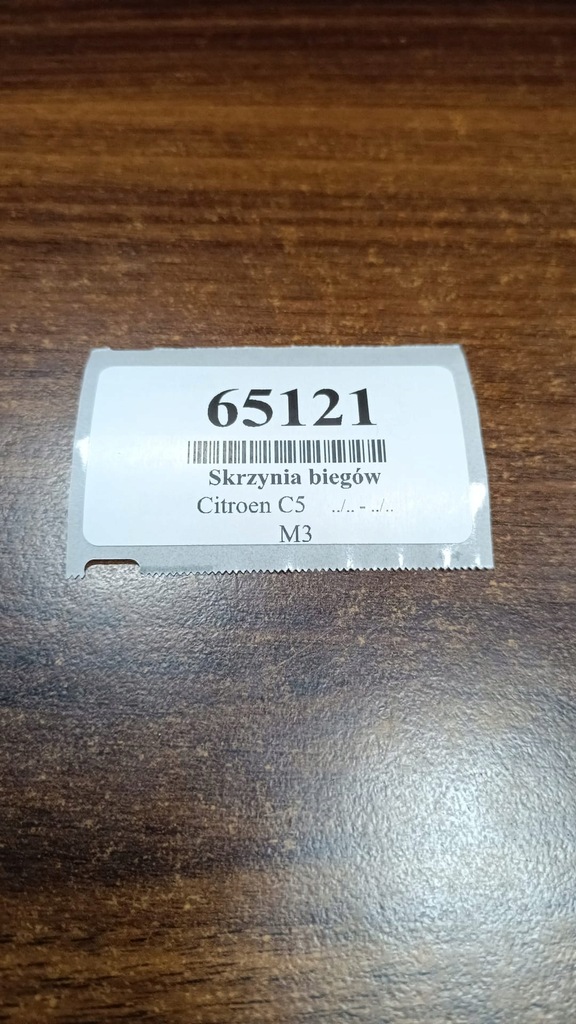 65121
Skrzynia biegów
Citroen C5 ../.. - ../..
M3